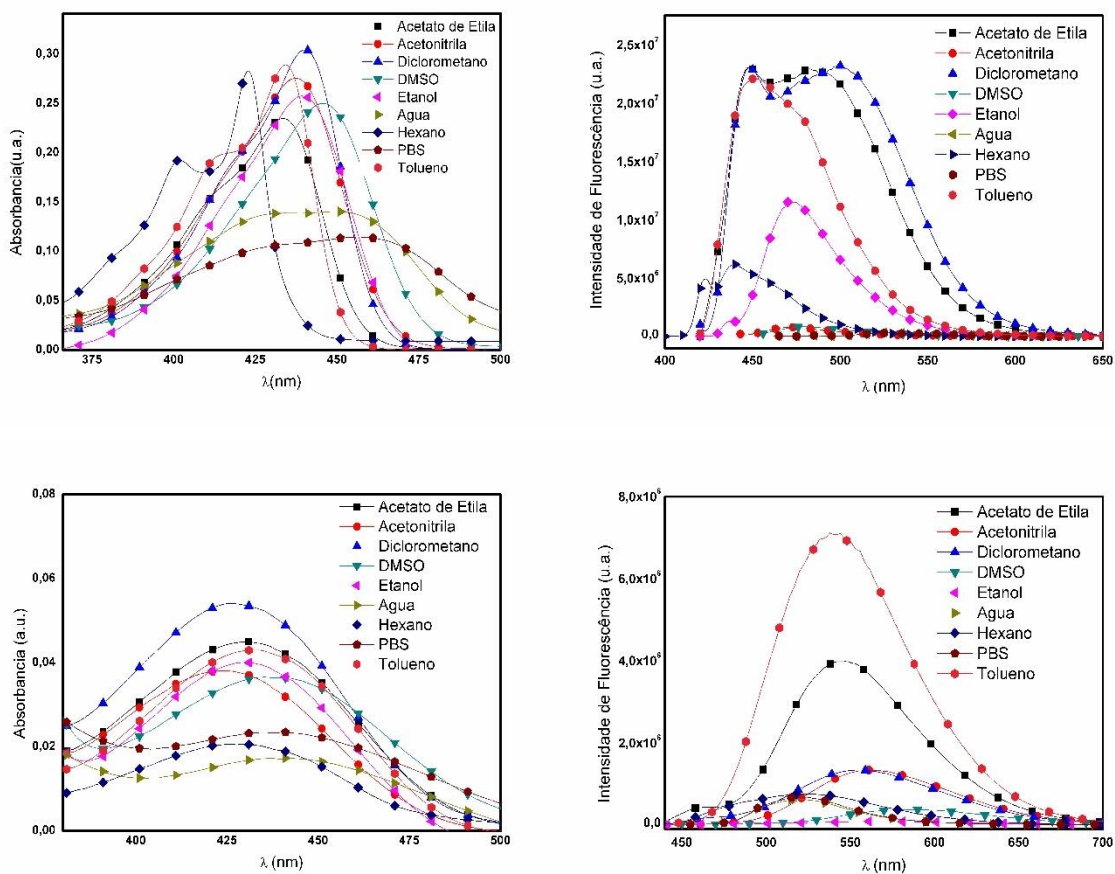 Absorbancia(u.a.)
0,30
0,25
0,20
0,15
0,10
0,05
0,00
375
400
425
450
475
500
λ(nm)
Acetato de Etila
Acetonitrila
Diclorometano
DMSO
Etanol
Agua
Hexano
PBS
Tolueno
Intensidade de Fluorescência (u.a.)
2,5x10⁷
2,0x10⁷
1,5x10⁷
1,0x10⁷
5,0x10⁶
0,0
400
450
500
550
600
650
λ (nm)
Acetato de Etila
Acetonitrila
Diclorometano
DMSO
Etanol
Agua
Hexano
PBS
Tolueno
Absorbancia (a.u.)
0,08
0,06
0,04
0,02
0,00
400
425
450
475
500
λ (nm)
Acetato de Etila
Acetonitrila
Diclorometano
DMSO
Etanol
Agua
Hexano
PBS
Tolueno
Intensidade de Fluorescência (u.a.)
8,0x10⁶
6,0x10⁶
4,0x10⁶
2,0x10⁶
0,0
450
500
550
600
650
700
λ (nm)
Acetato de Etila
Acetonitrila
Diclorometano
DMSO
Etanol
Agua
Hexano
PBS
Tolueno